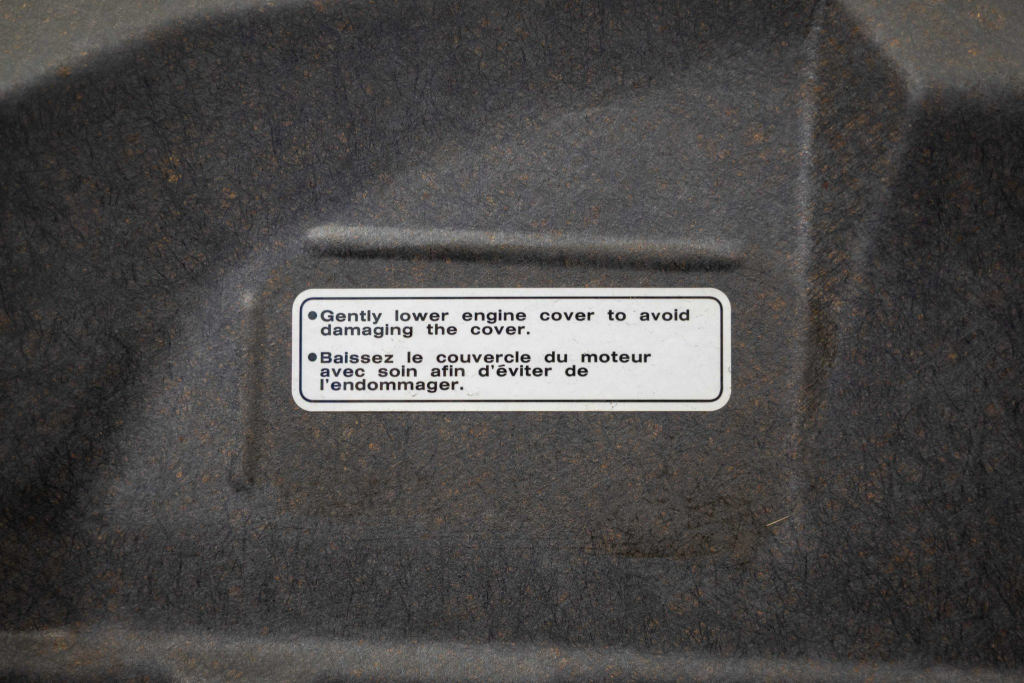 •Gently lower engine cover to avoid
damaging the cover.
•Baissez le couvercle du moteur
avec soin afin d'éviter de
l'endommager.